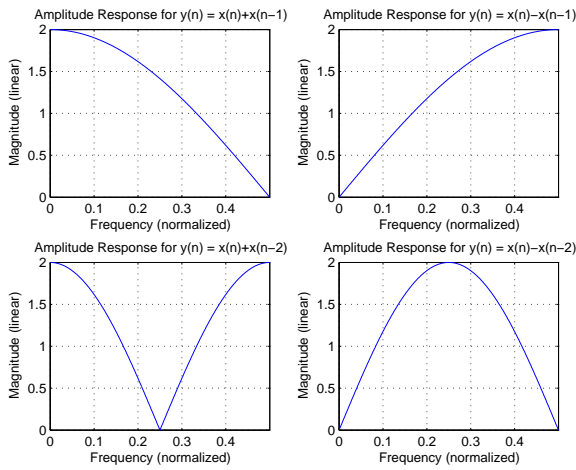 Amplitude Response for y(n) = x(n)+x(n−1)
2
1.5
1
0.5
0
0 0.1 0.2 0.3 0.4
Magnitude (linear)
Frequency (normalized)
Amplitude Response for y(n) = x(n)−x(n−1)
2
1.5
1
0.5
0
0 0.1 0.2 0.3 0.4
Magnitude (linear)
Frequency (normalized)
Amplitude Response for y(n) = x(n)+x(n−2)
2
1.5
1
0.5
0
0 0.1 0.2 0.3 0.4
Magnitude (linear)
Frequency (normalized)
Amplitude Response for y(n) = x(n)−x(n−2)
2
1.5
1
0.5
0
0 0.1 0.2 0.3 0.4
Magnitude (linear)
Frequency (normalized)